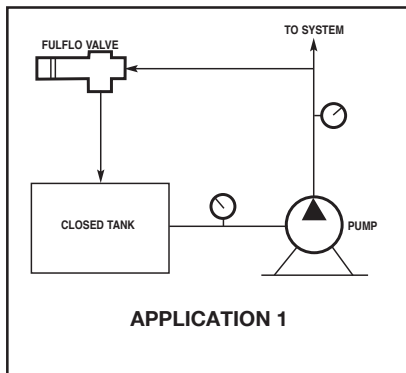 TO SYSTEM
FULFLO VALVE
CLOSED TANK
PUMP
APPLICATION 1